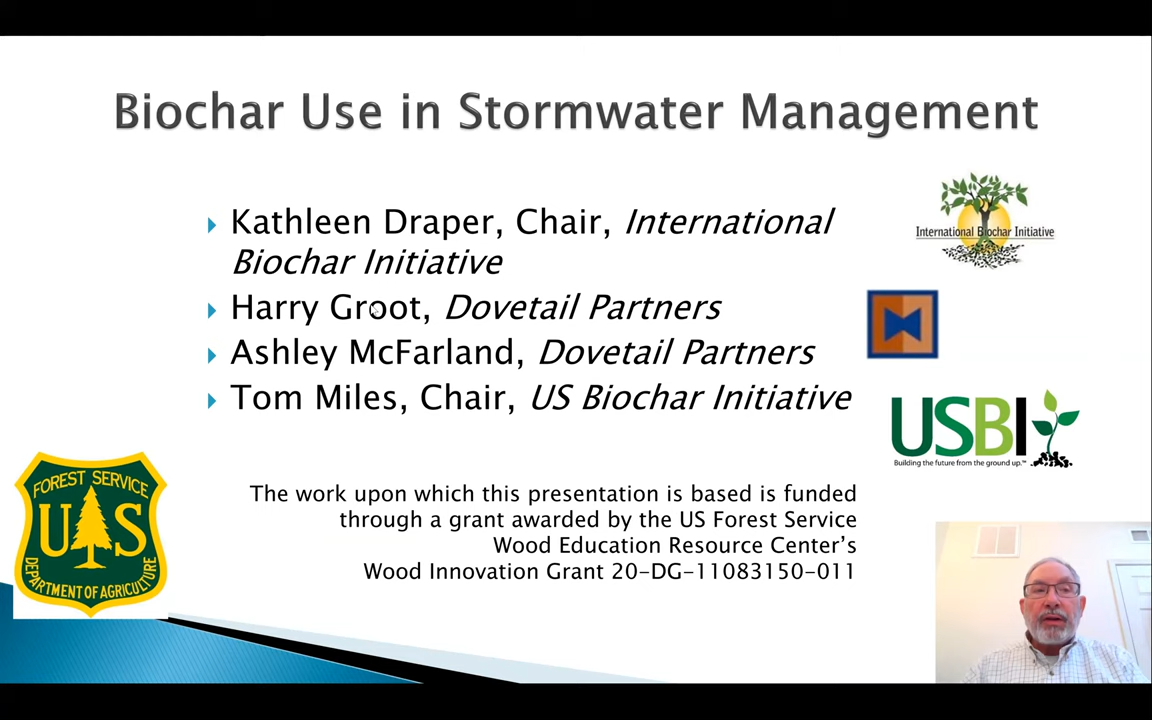 Biochar Use in Stormwater Management
Kathleen Draper, Chair, International
Biochar Initiative
Harry Groot, Dovetail Partners
Ashley McFarland, Dovetail Partners
Tom Miles, Chair, US Biochar Initiative
International Biochar Initiative
USBI
Building the future from the ground up.™
FOREST SERVICE
U S
DEPARTMENT OF AGRICULTURE
The work upon which this presentation is based is funded
through a grant awarded by the US Forest Service
Wood Education Resource Center’s
Wood Innovation Grant 20-DG-11083150-011